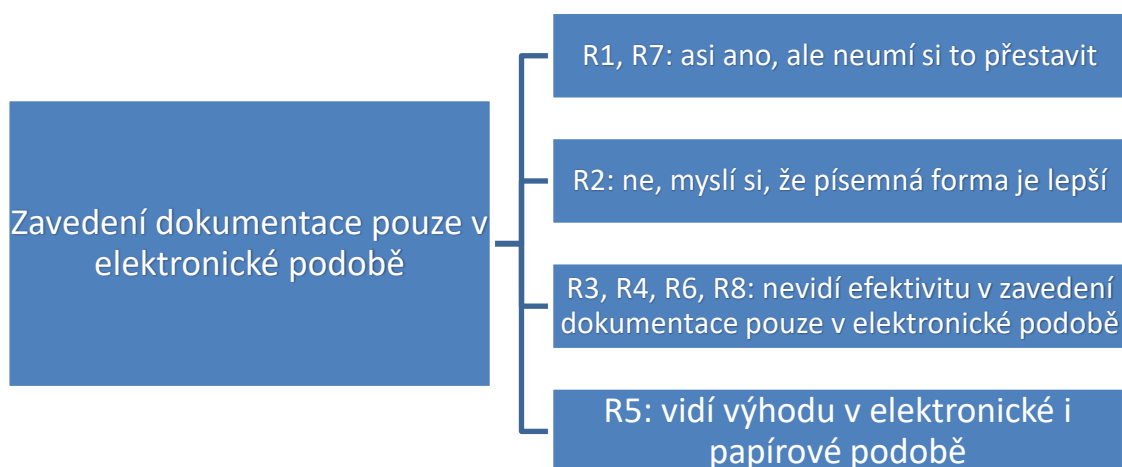 Zavedení dokumentace pouze v
elektronické podobě
R1, R7: asi ano, ale neumí si to přestavit
R2: ne, myslí si, že písemná forma je lepší
R3, R4, R6, R8: nevidí efektivitu v zavedení
dokumentace pouze v elektronické podobě
R5: vidí výhodu v elektronické i
papírové podobě